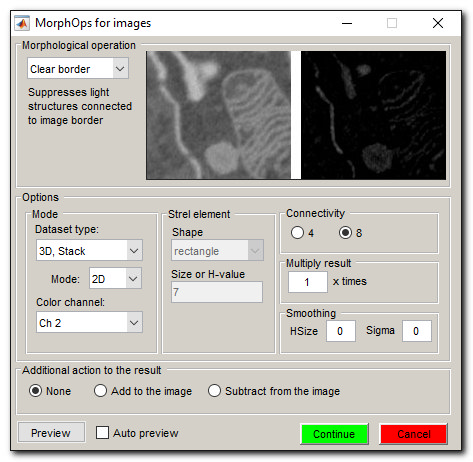 MorphOps for images
Morphological operation
Clear border
Suppresses light
structures connected
to image border
Options
Mode
Dataset type:
3D, Stack
Mode: 2D
Color channel:
Ch 2
Strel element
Shape
rectangle
Size or H-value
7
Connectivity
4 8
Multiply result
1 x times
Smoothing
HSize 0 Sigma 0
Additional action to the result
None Add to the image Subtract from the image
Preview Auto preview Continue Cancel